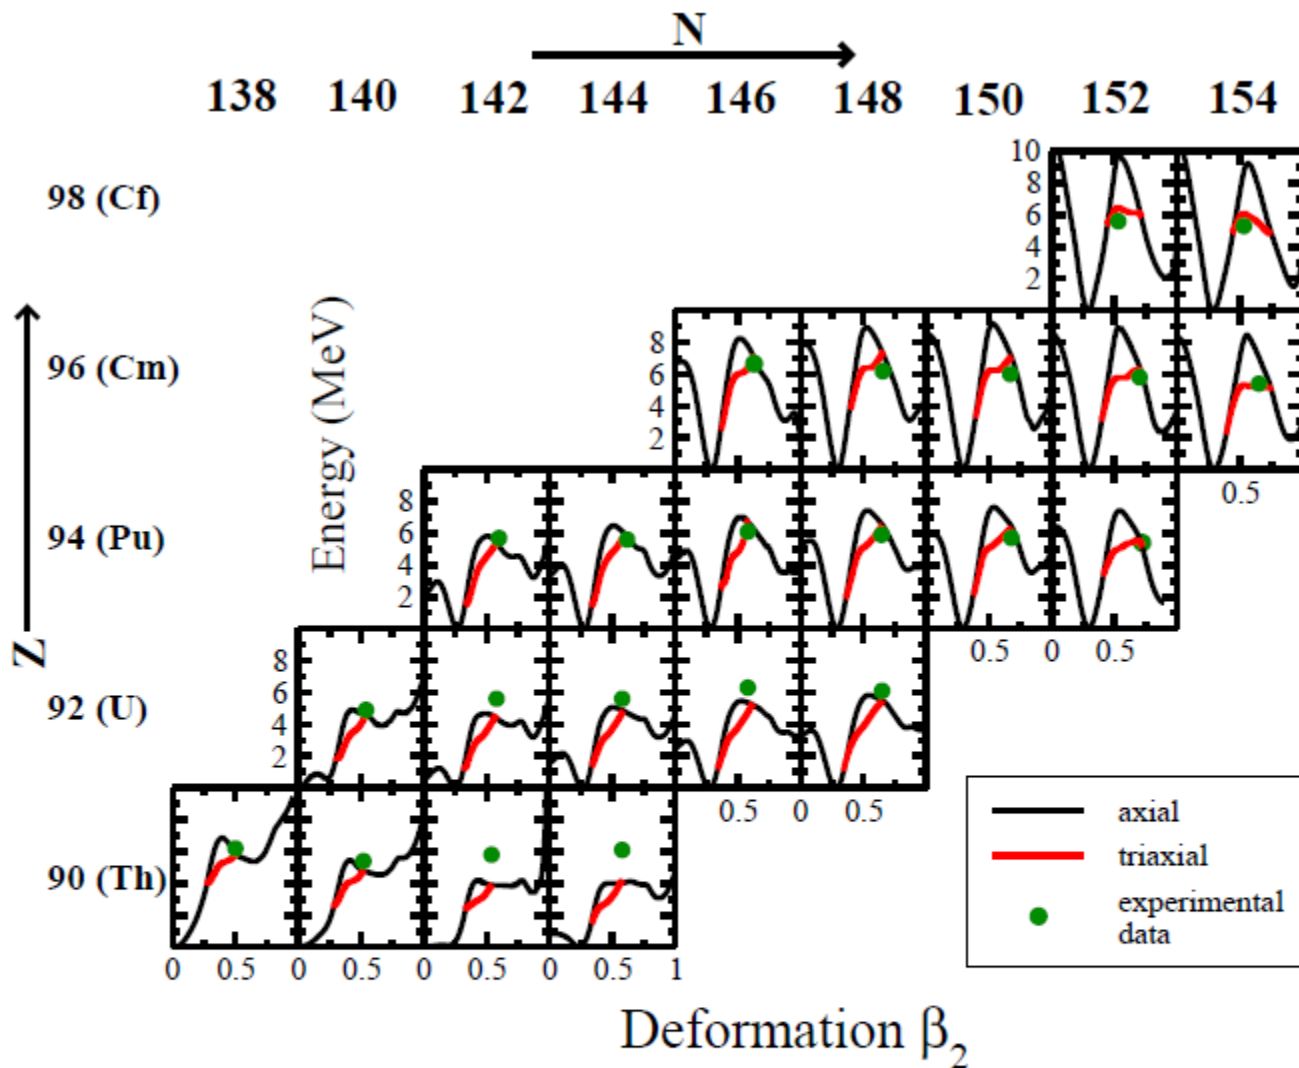 N
138 140 142 144 146 148 150 152 154
98 (Cf)
10
8
6
4
2
96 (Cm)
8
6
4
2
0.5
94 (Pu)
8
6
4
2
0.5 0 0.5
92 (U)
8
6
4
2
0.5 0 0.5
90 (Th)
0 0.5 0 0.5 0 0.5 0 0.5 1
Z
Energy (MeV)
Deformation β2
axial
triaxial
experimental
data